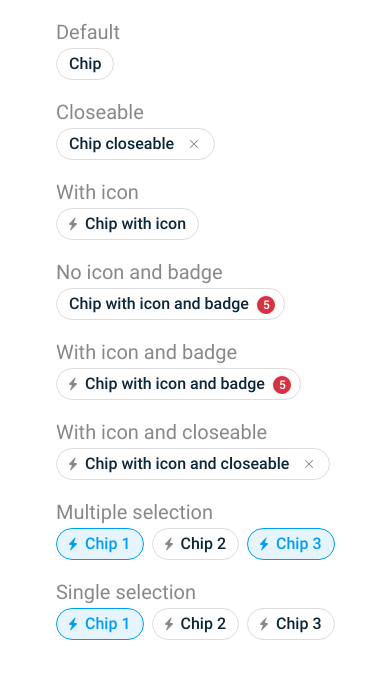 Default
Chip
Closeable
Chip closeable
With icon
Chip with icon
No icon and badge
Chip with icon and badge 5
With icon and badge
Chip with icon and badge 5
With icon and closeable
Chip with icon and closeable
Multiple selection
Chip 1 Chip 2 Chip 3
Single selection
Chip 1 Chip 2 Chip 3